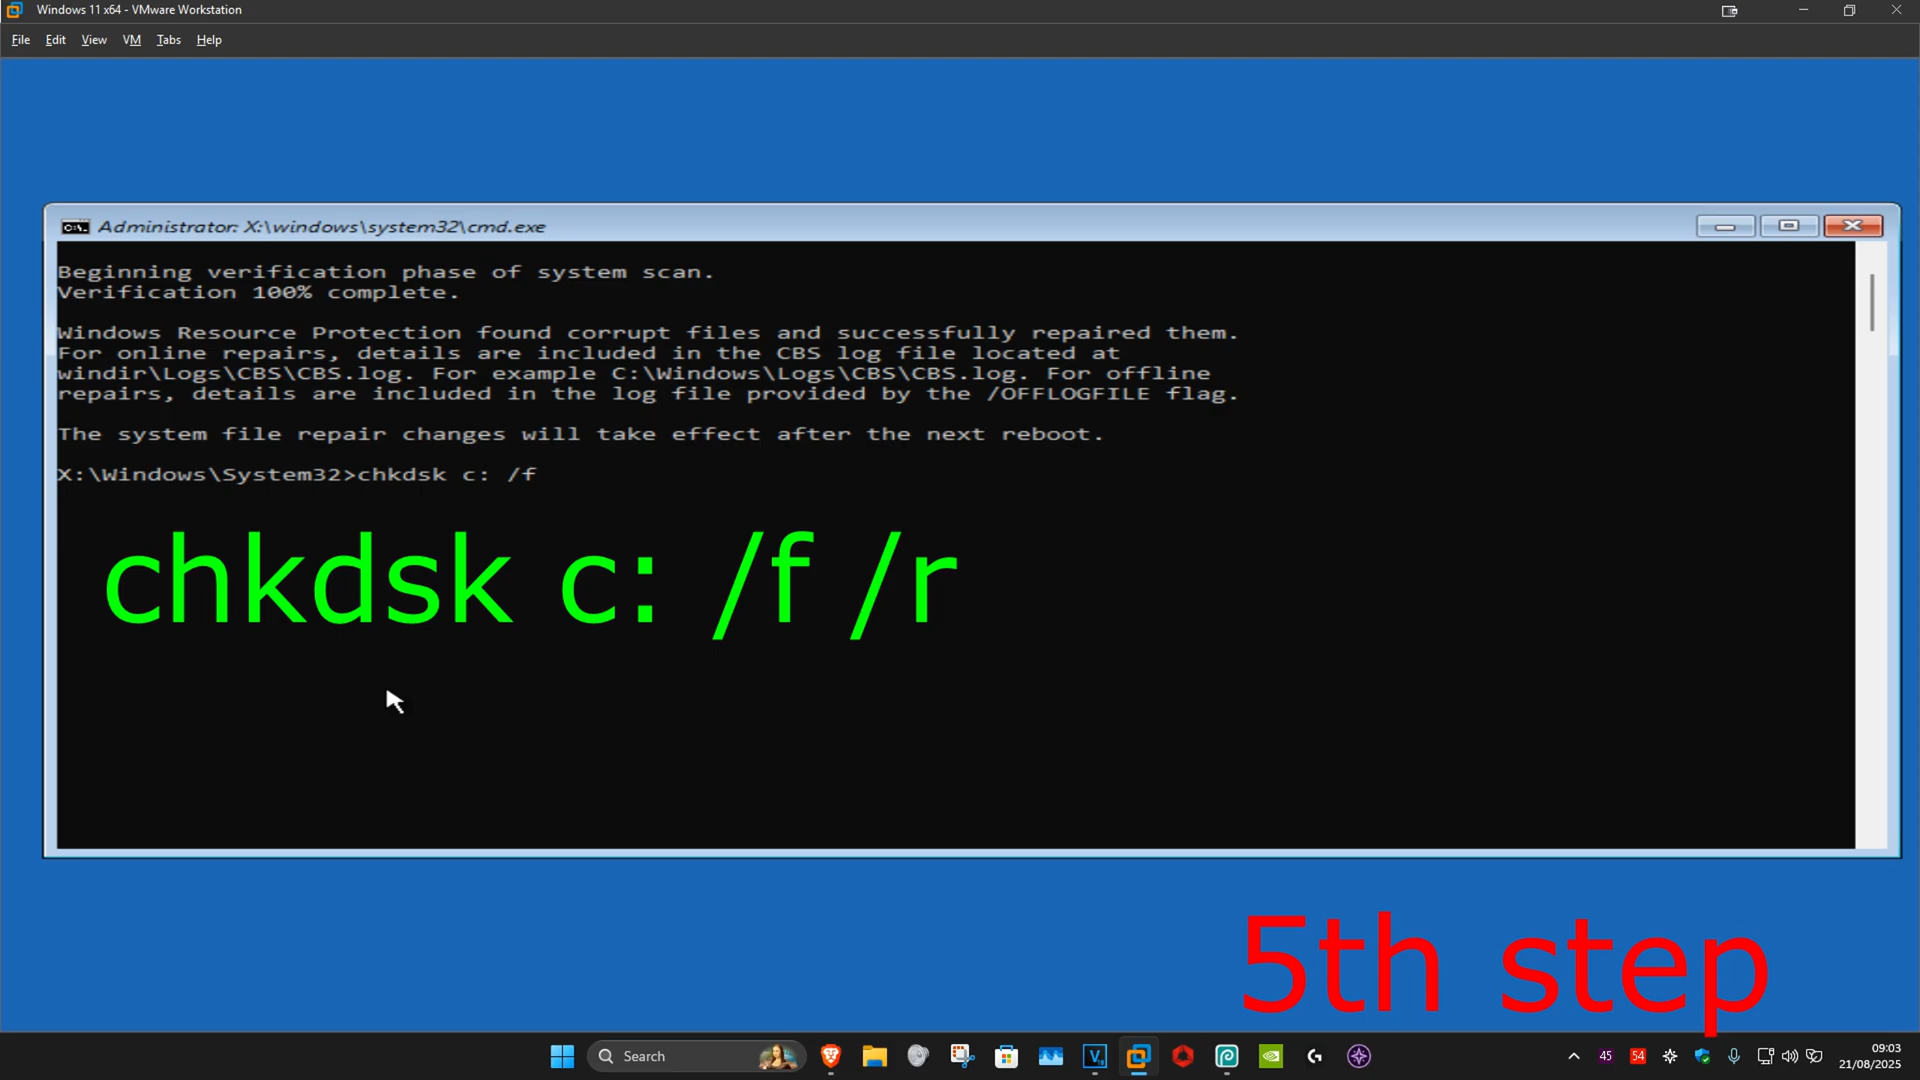 Windows 11 x64 - VMware Workstation
File Edit View VM Tabs Help
Administrator: X:\windows\system32\cmd.exe
Beginning verification phase of system scan.
Verification 100% complete.
Windows Resource Protection found corrupt files and successfully repaired them.
For online repairs, details are included in the CBS log file located at
windir\Logs\CBS\CBS.log. For example C:\Windows\Logs\CBS\CBS.log. For offline
repairs, details are included in the log file provided by the /OFFLOGFILE flag.
The system file repair changes will take effect after the next reboot.
X:\Windows\System32>chkdsk c: /f
chkdsk c: /f /r
5th step
Search
45 54
09:03
21/08/2025